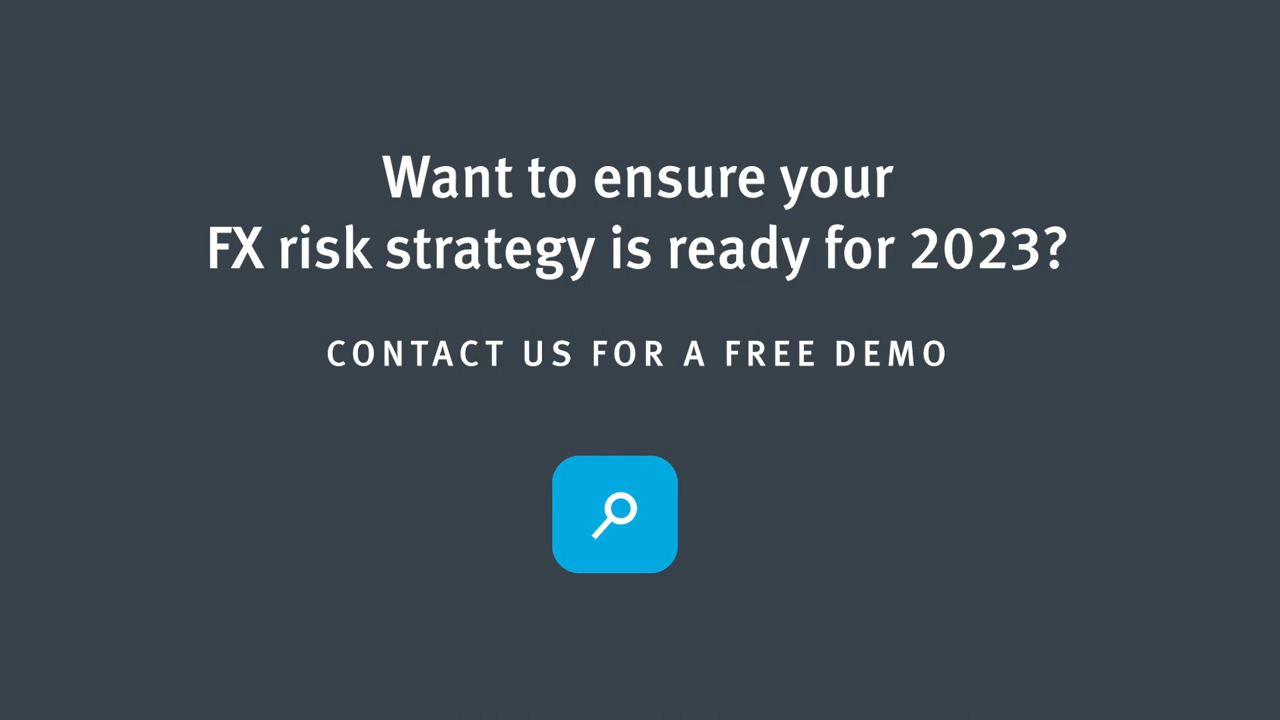 Want to ensure your
FX risk strategy is ready for 2023?
CONTACT US FOR A FREE DEMO